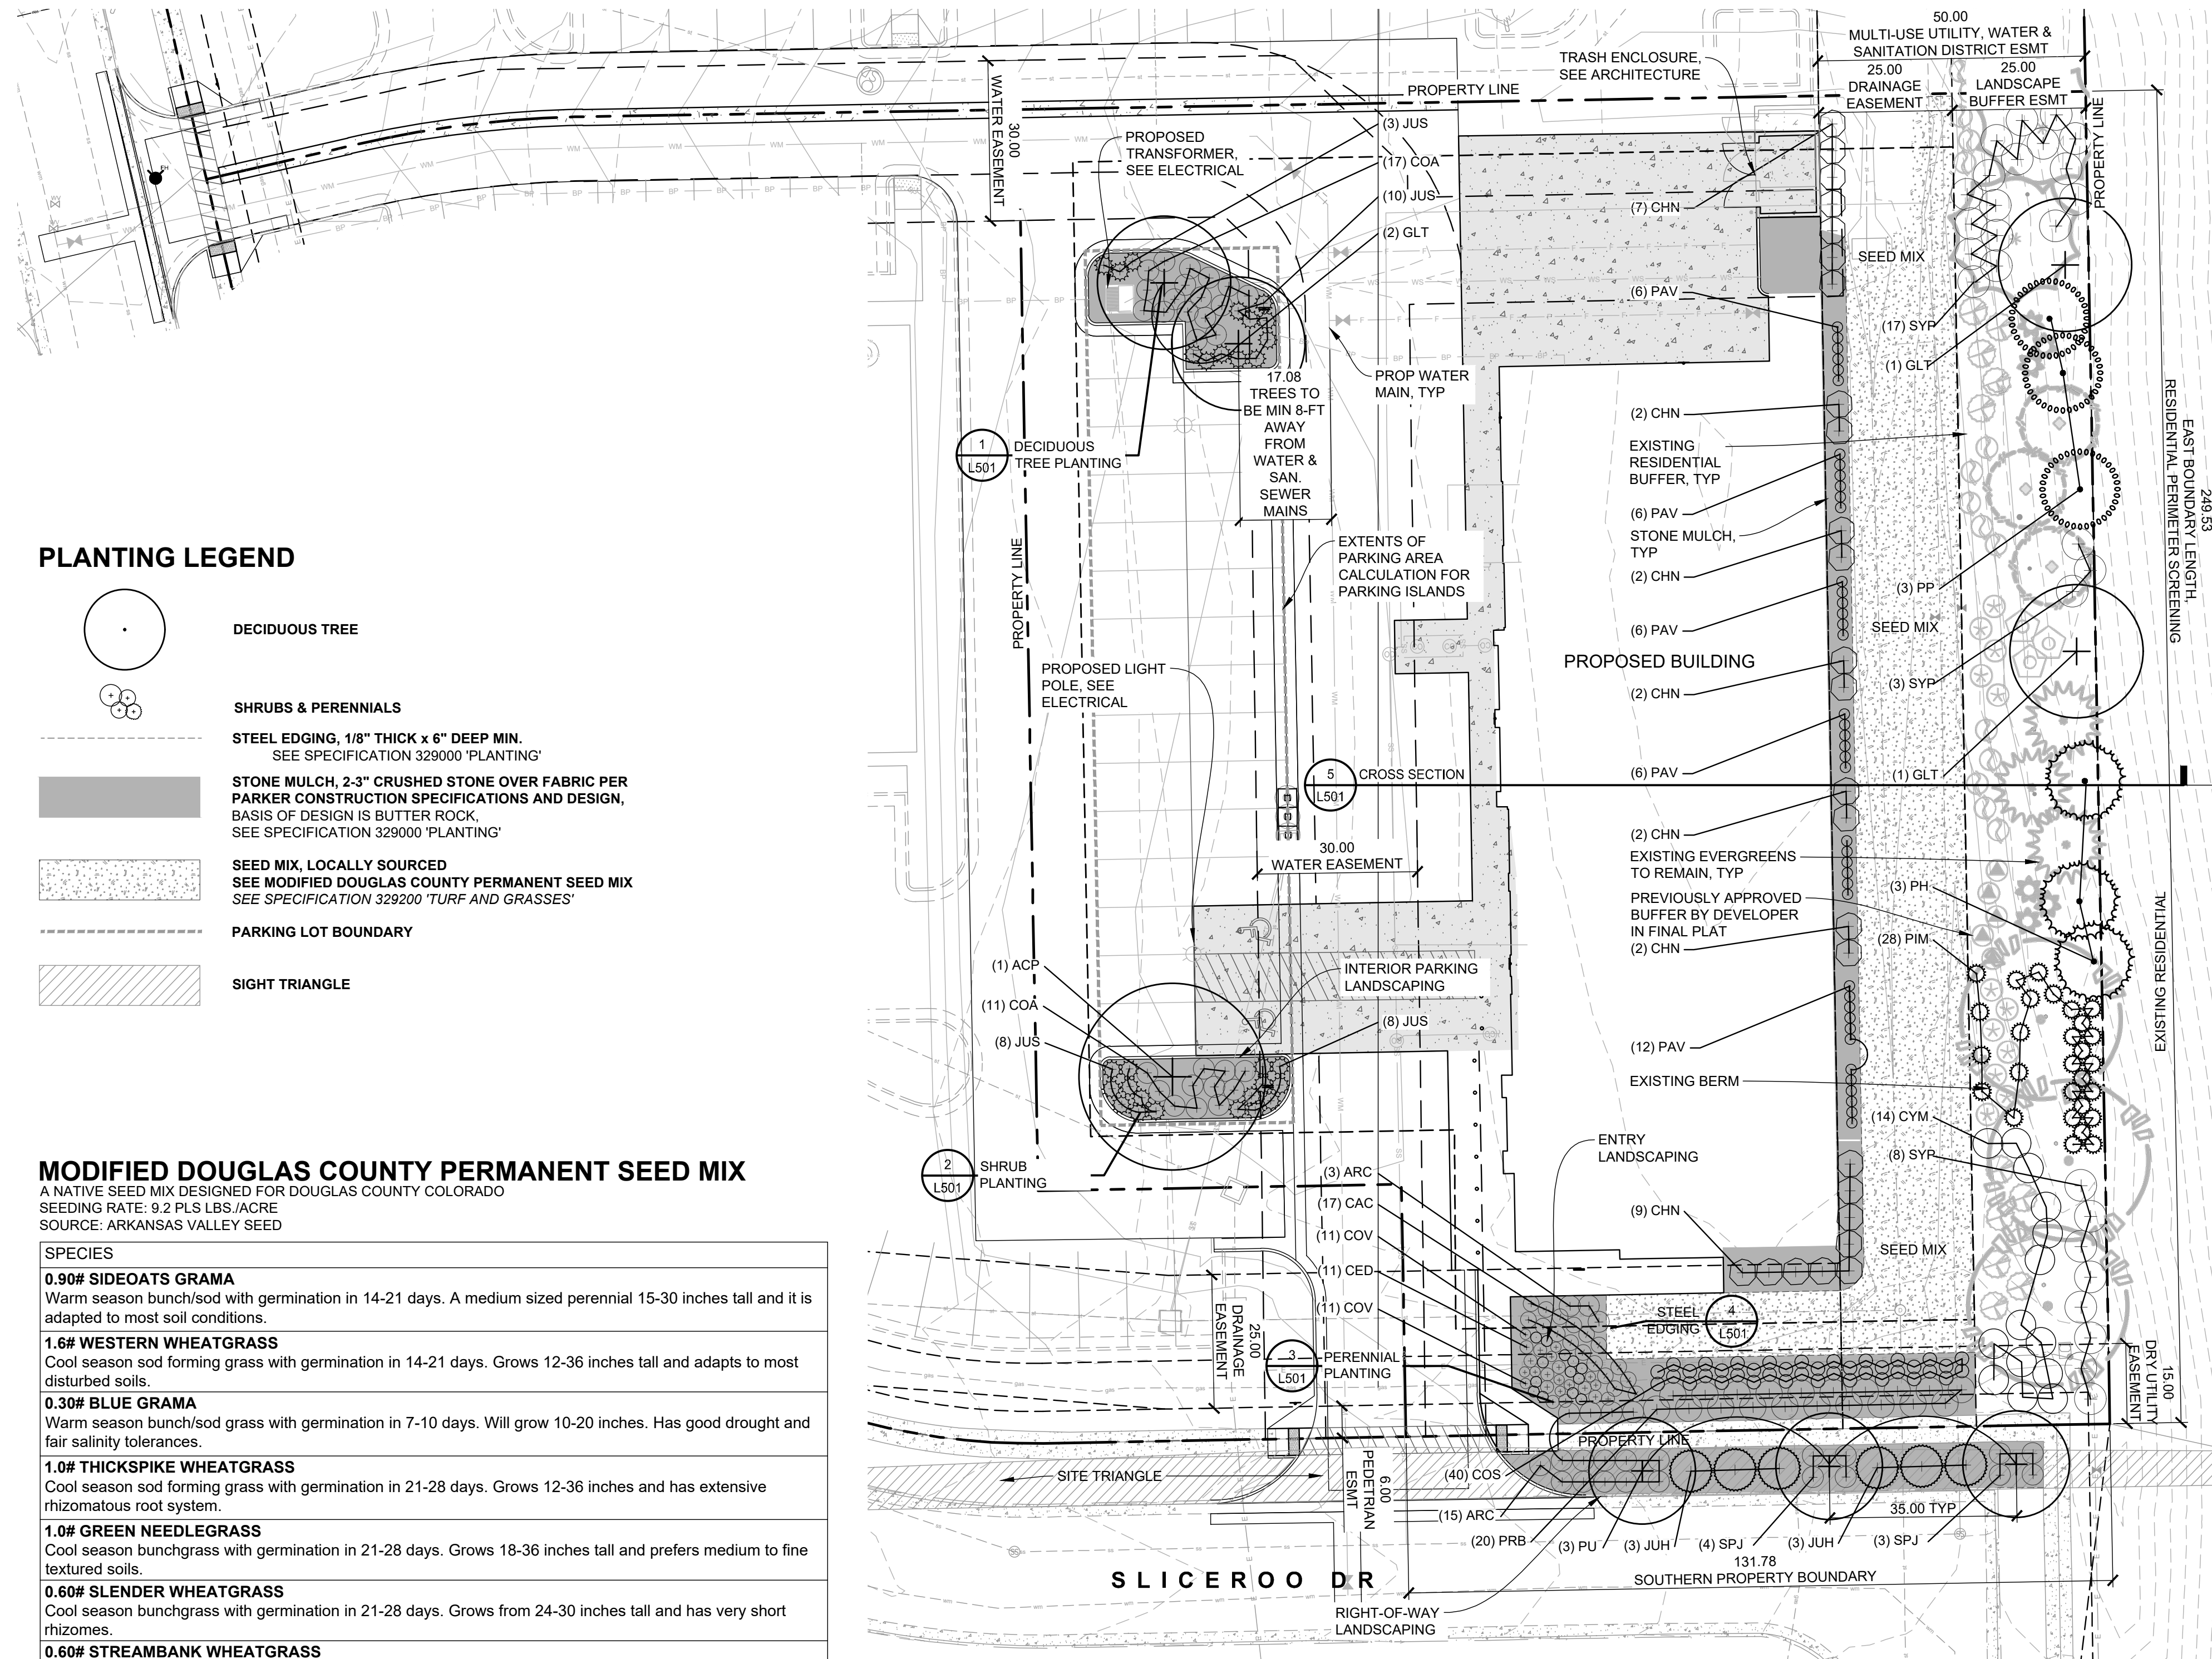 50.00
MULTI-USE UTILITY, WATER &
SANITATION DISTRICT ESMT
25.00
DRAINAGE
EASEMENT
25.00
LANDSCAPE
BUFFER ESMT
TRASH ENCLOSURE,
SEE ARCHITECTURE
PROPERTY LINE
PROPERTY LINE
30.00
WATER EASEMENT
PROPOSED
TRANSFORMER,
SEE ELECTRICAL
(3) JUS
(17) COA
(10) JUS
(2) GLT
(7) CHN
SEED MIX
(6) PAV
(17) SYP
(1) GLT
17.08
TREES TO
BE MIN 8-FT
AWAY
FROM
WATER &
SAN.
SEWER
MAINS
PROP WATER
MAIN, TYP
1
L501
DECIDUOUS
TREE PLANTING
(2) CHN
EXISTING
RESIDENTIAL
BUFFER, TYP
(6) PAV
STONE MULCH,
TYP
(2) CHN
EXTENTS OF
PARKING AREA
CALCULATION FOR
PARKING ISLANDS
(3) PP
249.53
EAST BOUNDARY LENGTH,
RESIDENTIAL PERIMETER SCREENING
PROPERTY LINE
(6) PAV
SEED MIX
PROPOSED BUILDING
PROPOSED LIGHT
POLE, SEE
ELECTRICAL
(2) CHN
(3) SYP
(6) PAV
(1) GLT
5
L501
CROSS SECTION
(2) CHN
30.00
WATER EASEMENT
EXISTING EVERGREENS
TO REMAIN, TYP
(3) PH
PREVIOUSLY APPROVED
BUFFER BY DEVELOPER
IN FINAL PLAT
(28) PIM
(2) CHN
EXISTING RESIDENTIAL
(1) ACP
(11) COA
(8) JUS
INTERIOR PARKING
LANDSCAPING
(8) JUS
(12) PAV
EXISTING BERM
(14) CYM
(8) SYP
ENTRY
LANDSCAPING
2
L501
SHRUB
PLANTING
(3) ARC
(17) CAC
(11) COV
(11) CED
(11) COV
(9) CHN
SEED MIX
STEEL
EDGING
4
L501
25.00
DRAINAGE
EASEMENT
3
L501
PERENNIAL
PLANTING
15.00
DRY UTILITY
EASEMENT
PROPERTY LINE
SITE TRIANGLE
6.00
PEDETRIAN
ESMT
(40) COS
(15) ARC
(20) PRB
(3) PU
(3) JUH
(4) SPJ
(3) JUH
(3) SPJ
35.00 TYP
131.78
SOUTHERN PROPERTY BOUNDARY
SLICEROO DR
RIGHT-OF-WAY
LANDSCAPING
PLANTING LEGEND
DECIDUOUS TREE
SHRUBS & PERENNIALS
STEEL EDGING, 1/8" THICK x 6" DEEP MIN.
SEE SPECIFICATION 329000 'PLANTING'
STONE MULCH, 2-3" CRUSHED STONE OVER FABRIC PER
PARKER CONSTRUCTION SPECIFICATIONS AND DESIGN,
BASIS OF DESIGN IS BUTTER ROCK,
SEE SPECIFICATION 329000 'PLANTING'
SEED MIX, LOCALLY SOURCED
SEE MODIFIED DOUGLAS COUNTY PERMANENT SEED MIX
SEE SPECIFICATION 329200 'TURF AND GRASSES'
PARKING LOT BOUNDARY
SIGHT TRIANGLE
MODIFIED DOUGLAS COUNTY PERMANENT SEED MIX
A NATIVE SEED MIX DESIGNED FOR DOUGLAS COUNTY COLORADO
SEEDING RATE: 9.2 PLS LBS./ACRE
SOURCE: ARKANSAS VALLEY SEED
SPECIES
0.90# SIDEOATS GRAMA
Warm season bunch/sod with germination in 14-21 days. A medium sized perennial 15-30 inches tall and it is
adapted to most soil conditions.
1.6# WESTERN WHEATGRASS
Cool season sod forming grass with germination in 14-21 days. Grows 12-36 inches tall and adapts to most
disturbed soils.
0.30# BLUE GRAMA
Warm season bunch/sod grass with germination in 7-10 days. Will grow 10-20 inches. Has good drought and
fair salinity tolerances.
1.0# THICKSPIKE WHEATGRASS
Cool season sod forming grass with germination in 21-28 days. Grows 12-36 inches and has extensive
rhizomatous root system.
1.0# GREEN NEEDLEGRASS
Cool season bunchgrass with germination in 21-28 days. Grows 18-36 inches tall and prefers medium to fine
textured soils.
0.60# SLENDER WHEATGRASS
Cool season bunchgrass with germination in 21-28 days. Grows from 24-30 inches tall and has very short
rhizomes.
0.60# STREAMBANK WHEATGRASS